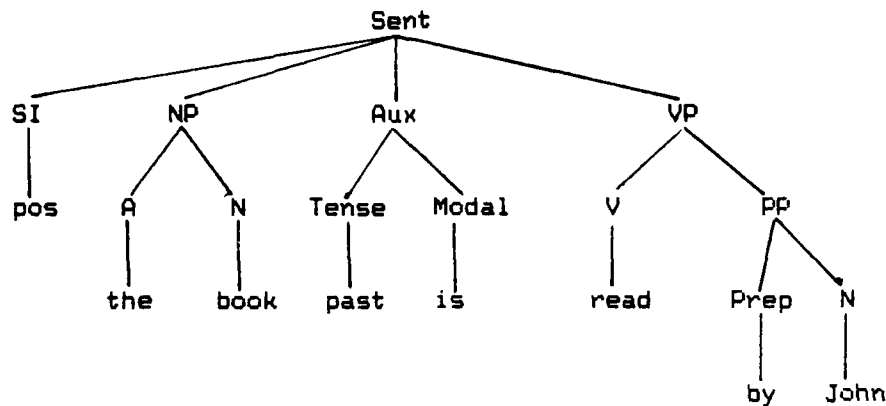 Sent
SI NP Aux VP
pos A N Tense Modal V PP
the book past is read Prep N
by John